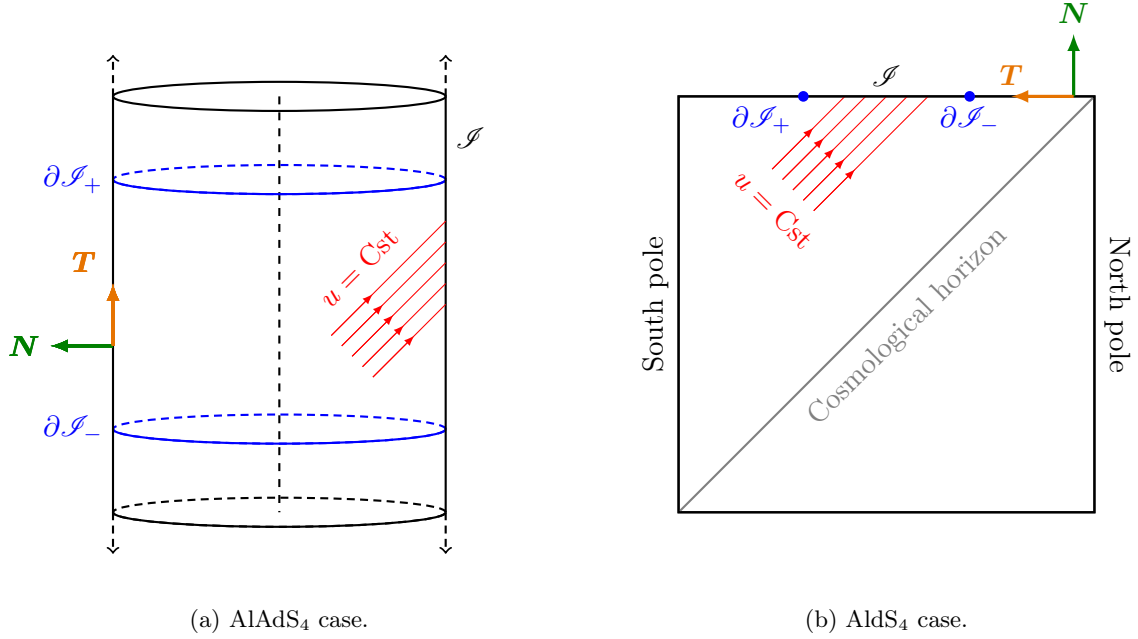 ℐ
∂ℐ₊
u = Cst
T
N
∂ℐ₋
(a) AlAdS₄ case.
N
T
ℐ
∂ℐ₊
∂ℐ₋
u = Cst
South pole
Cosmological horizon
North pole
(b) AldS₄ case.